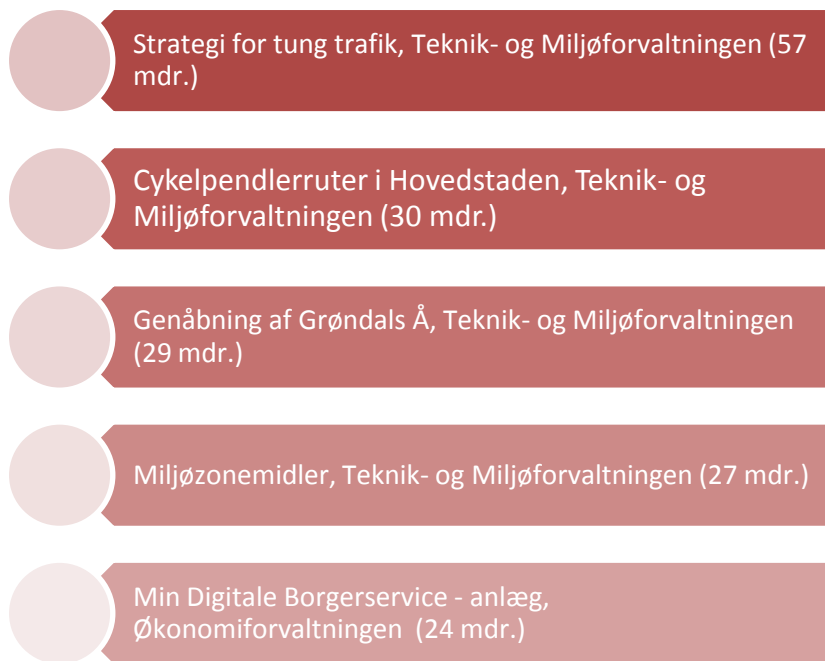 Strategi for tung trafik, Teknik- og Miljøforvaltningen (57
mdr.)
Cykelpendlerruter i Hovedstaden, Teknik- og
Miljøforvaltningen (30 mdr.)
Genåbning af Grøndals Å, Teknik- og Miljøforvaltningen
(29 mdr.)
Miljøzonemidler, Teknik- og Miljøforvaltningen (27 mdr.)
Min Digitale Borgerservice - anlæg,
Økonomiforvaltningen (24 mdr.)